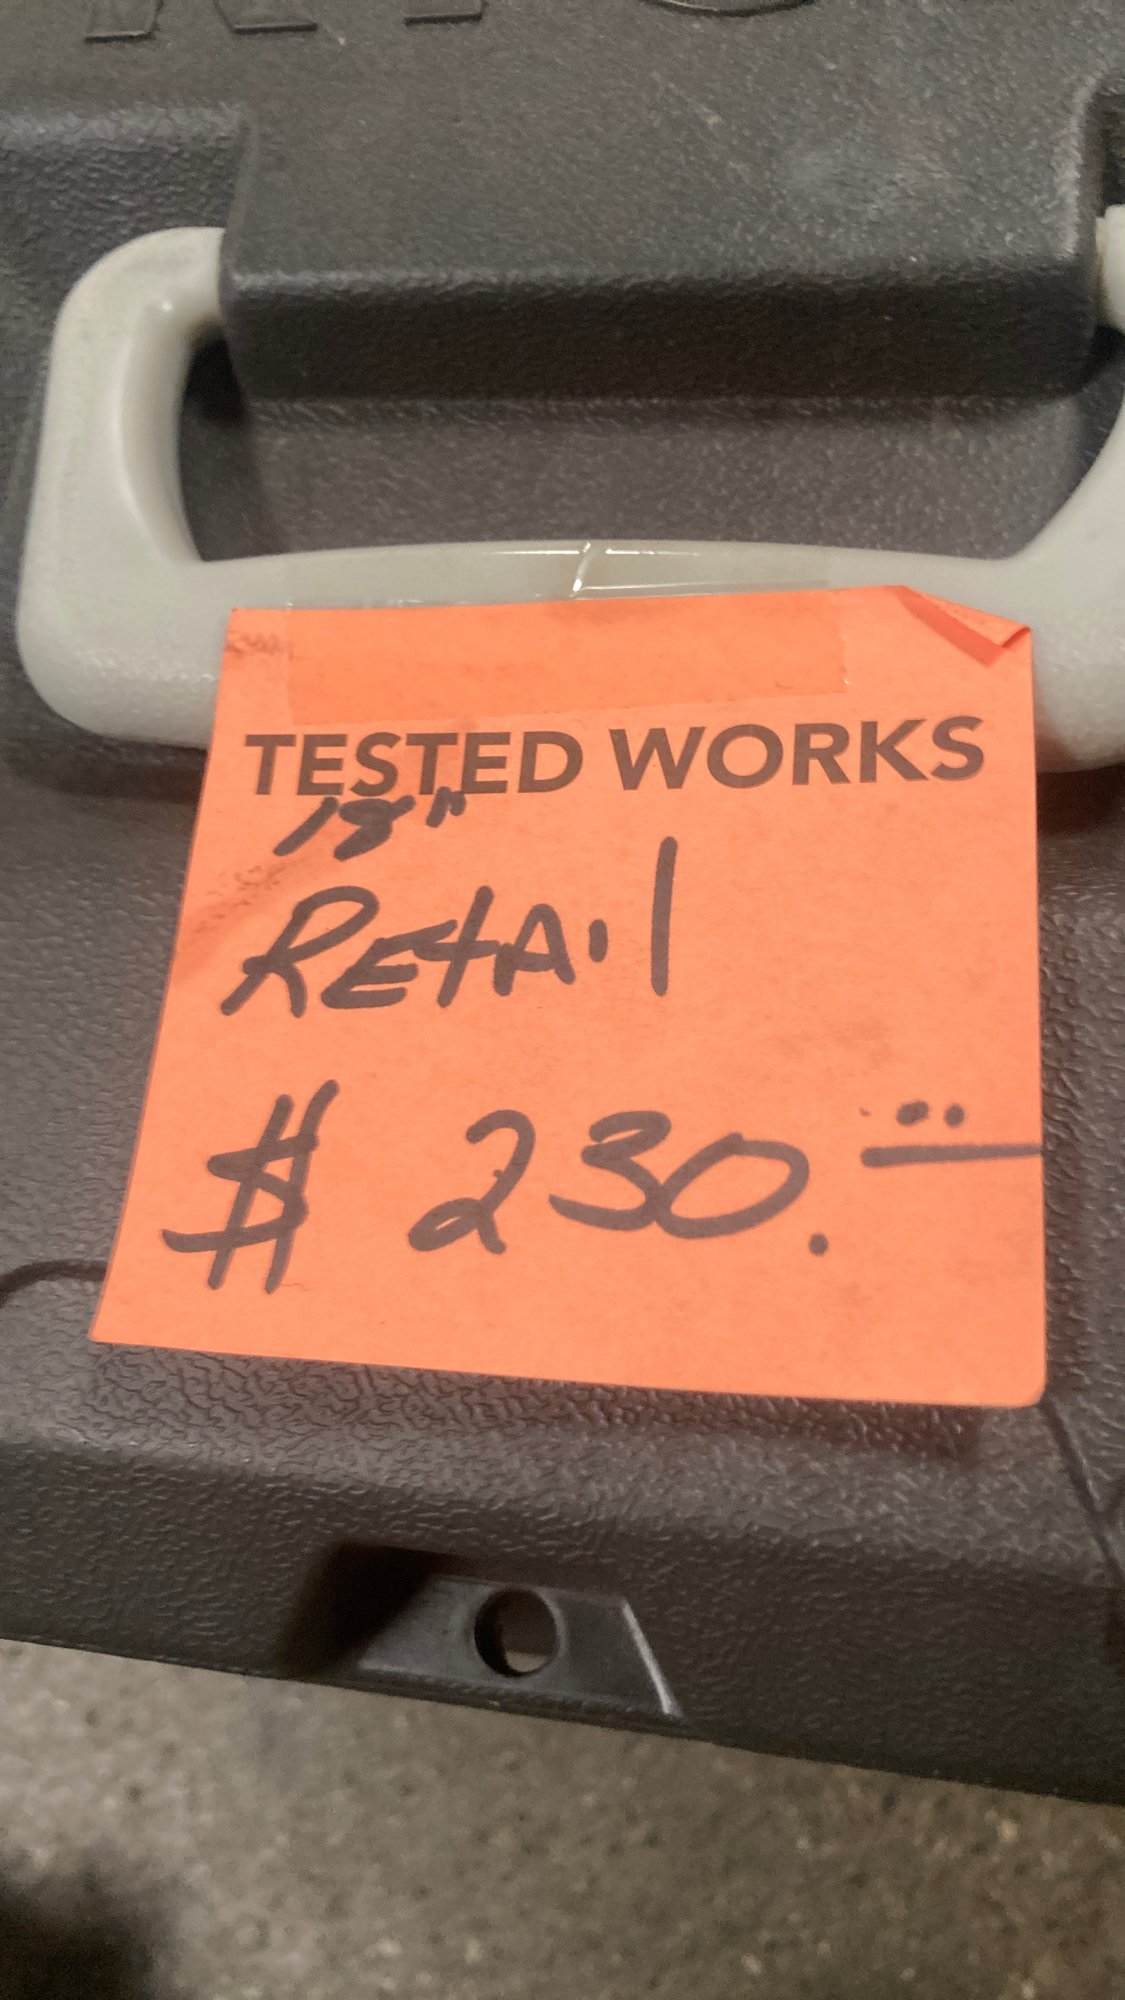 TESTED WORKS
18"
RETAIl
$ 230.